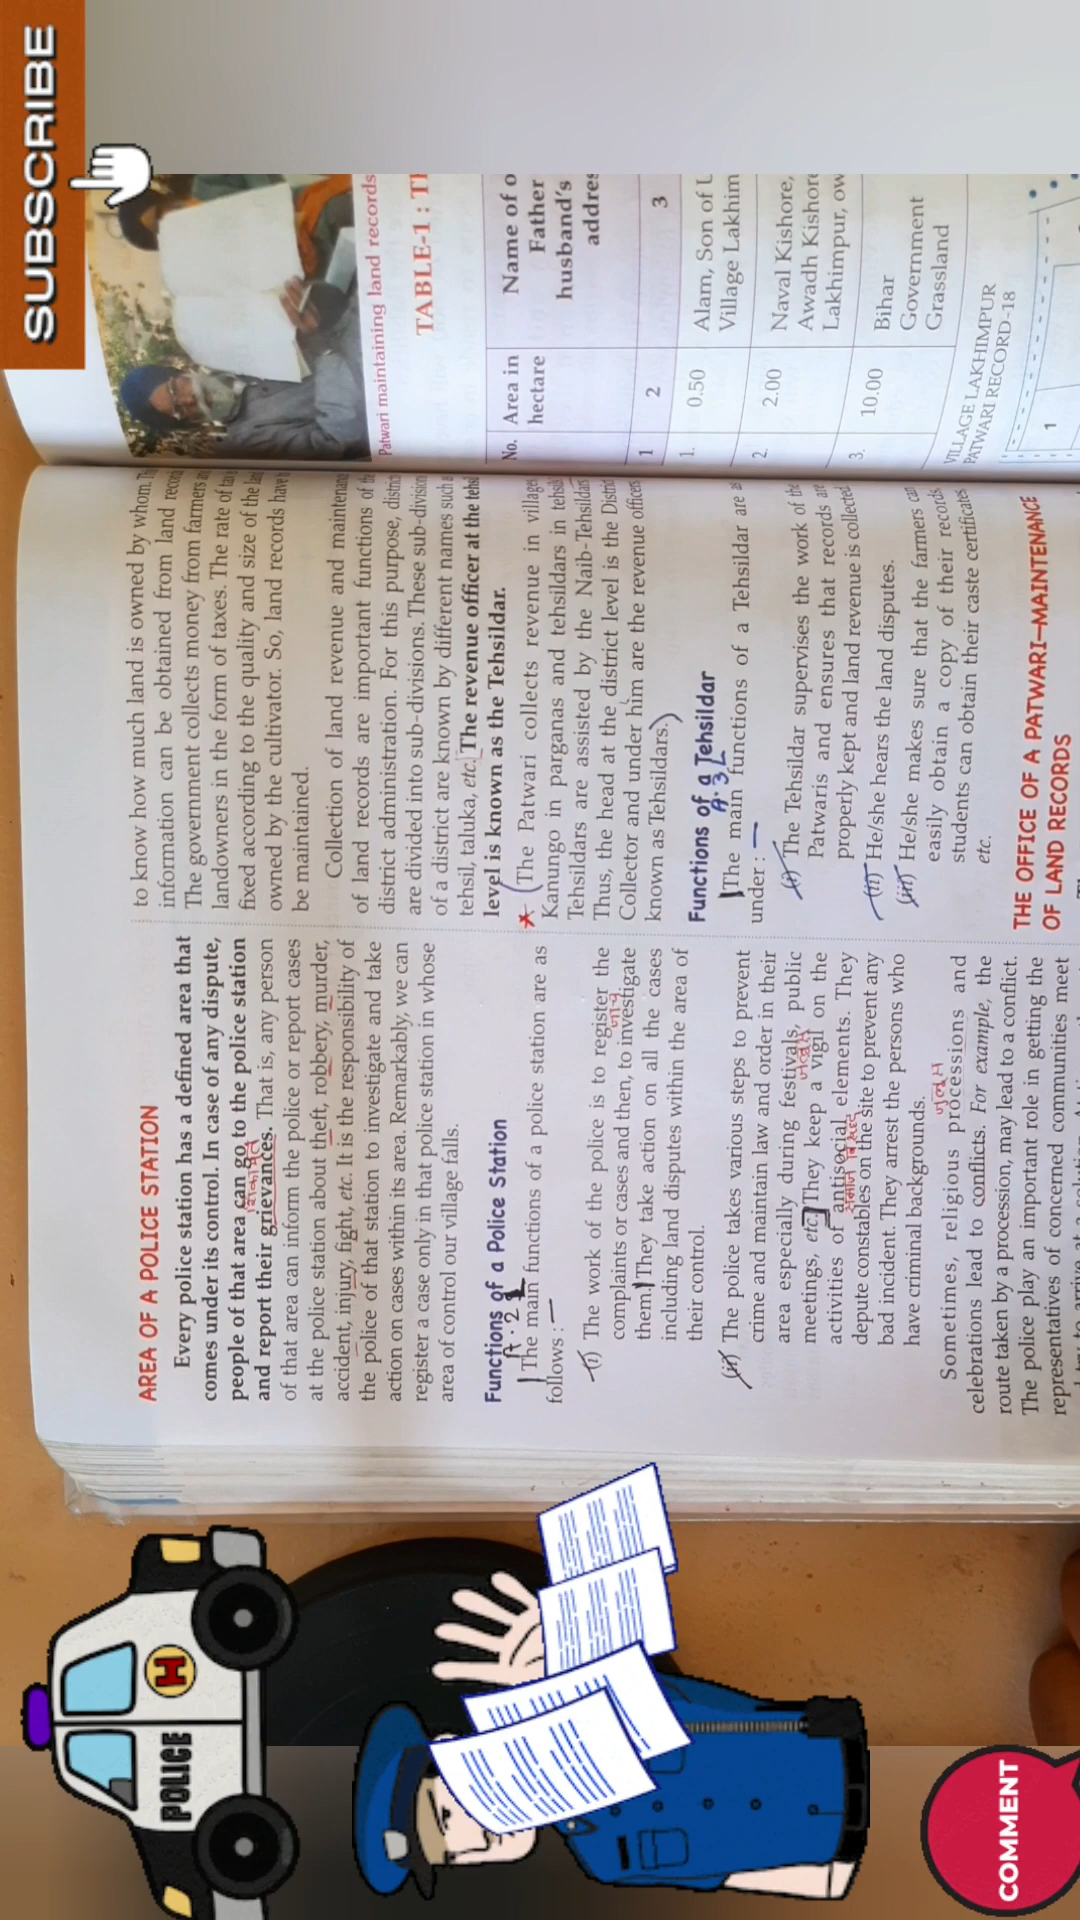 SUBSCRIBE
AREA OF A POLICE STATION
Every police station has a defined area that
comes under its control. In case of any dispute,
people of that area can go to the police station
शिकायतें
and report their grievances. That is, any person
of that area can inform the police or report cases
at the police station about theft, robbery, murder,
accident, injury, fight, etc. It is the responsibility of
the police of that station to investigate and take
action on cases within its area. Remarkably, we can
register a case only in that police station in whose
area of control our village falls.
Functions of a Police Station
A. 2
The main functions of a police station are as
follows :—
(i) The work of the police is to register the
जांच
complaints or cases and then, to investigate
them. They take action on all the cases
including land disputes within the area of
their control.
(ii) The police takes various steps to prevent
crime and maintain law and order in their
area especially during festivals, public
meetings, etc. They keep a vigil on the
activities of antisocial elements. They
depute constables on the site to prevent any
bad incident. They arrest the persons who
have criminal backgrounds.
जुलूस
Sometimes, religious processions and
celebrations lead to conflicts. For example, the
route taken by a procession, may lead to a conflict.
The police play an important role in getting the
representatives of concerned communities meet
to know how much land is owned by whom.
information can be obtained from land
The government collects money from farmers
landowners in the form of taxes. The rate of
fixed according to the quality and size of the
owned by the cultivator. So, land records have
be maintained.
Collection of land revenue and
of land records are important functions of
district administration. For this purpose,
are divided into sub-divisions. These sub-division
of a district are known by different names such
tehsil, taluka, etc. The revenue officer at the
level is known as the Tehsildar.
(The Patwari collects revenue in villages
Kanungo in parganas and tehsildars in
Tehsildars are assisted by the Naib-Tehsildars
Thus, the head at the district level is the
Collector and under him are the revenue officers
known as Tehsildars.)
Functions of a Tehsildar
A. 3
The main functions of a Tehsildar are
under :—
(i) The Tehsildar supervises the work of the
Patwaris and ensures that records are
properly kept and land revenue is collected
(ii) He/she hears the land disputes.
(iii) He/she makes sure that the farmers can
easily obtain a copy of their records,
students can obtain their caste certificates
etc.
THE OFFICE OF A PATWARI—MAINTENANCE
OF LAND RECORDS
Patwari maintaining land records
TABLE-1 :
No. Area in hectare Name of Father husband's
1 2 3
1. 0.50 Alam, Son of
Village
2. 2.00 Naval Kishore,
Awadh
Lakhimpur,
3. 10.00 Bihar
Government
Grassland
VILLAGE LAKHIMPUR
PATWARI RECORD-18
1
POLICE
H
COMMENT